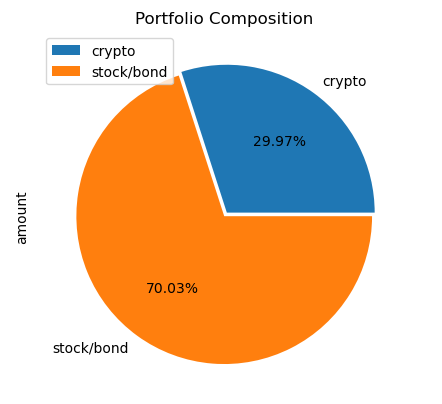 Portfolio Composition
crypto
stock/bond
crypto
29.97%
amount
70.03%
stock/bond